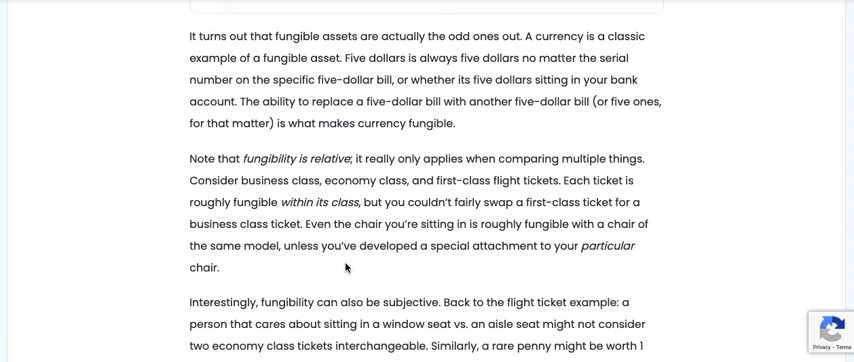 It turns out that fungible assets are actually the odd ones out. A currency is a classic
example of a fungible asset. Five dollars is always five dollars no matter the serial
number on the specific five-dollar bill, or whether its five dollars sitting in your bank
account. The ability to replace a five-dollar bill with another five-dollar bill (or five ones,
for that matter) is what makes currency fungible.
Note that fungibility is relative; it really only applies when comparing multiple things.
Consider business class, economy class, and first-class flight tickets. Each ticket is
roughly fungible within its class, but you couldn't fairly swap a first-class ticket for a
business class ticket. Even the chair you're sitting in is roughly fungible with a chair of
the same model, unless you've developed a special attachment to your particular
chair.
Interestingly, fungibility can also be subjective. Back to the flight ticket example: a
person that cares about sitting in a window seat vs. an aisle seat might not consider
two economy class tickets interchangeable. Similarly, a rare penny might be worth 1
Privacy - Terms